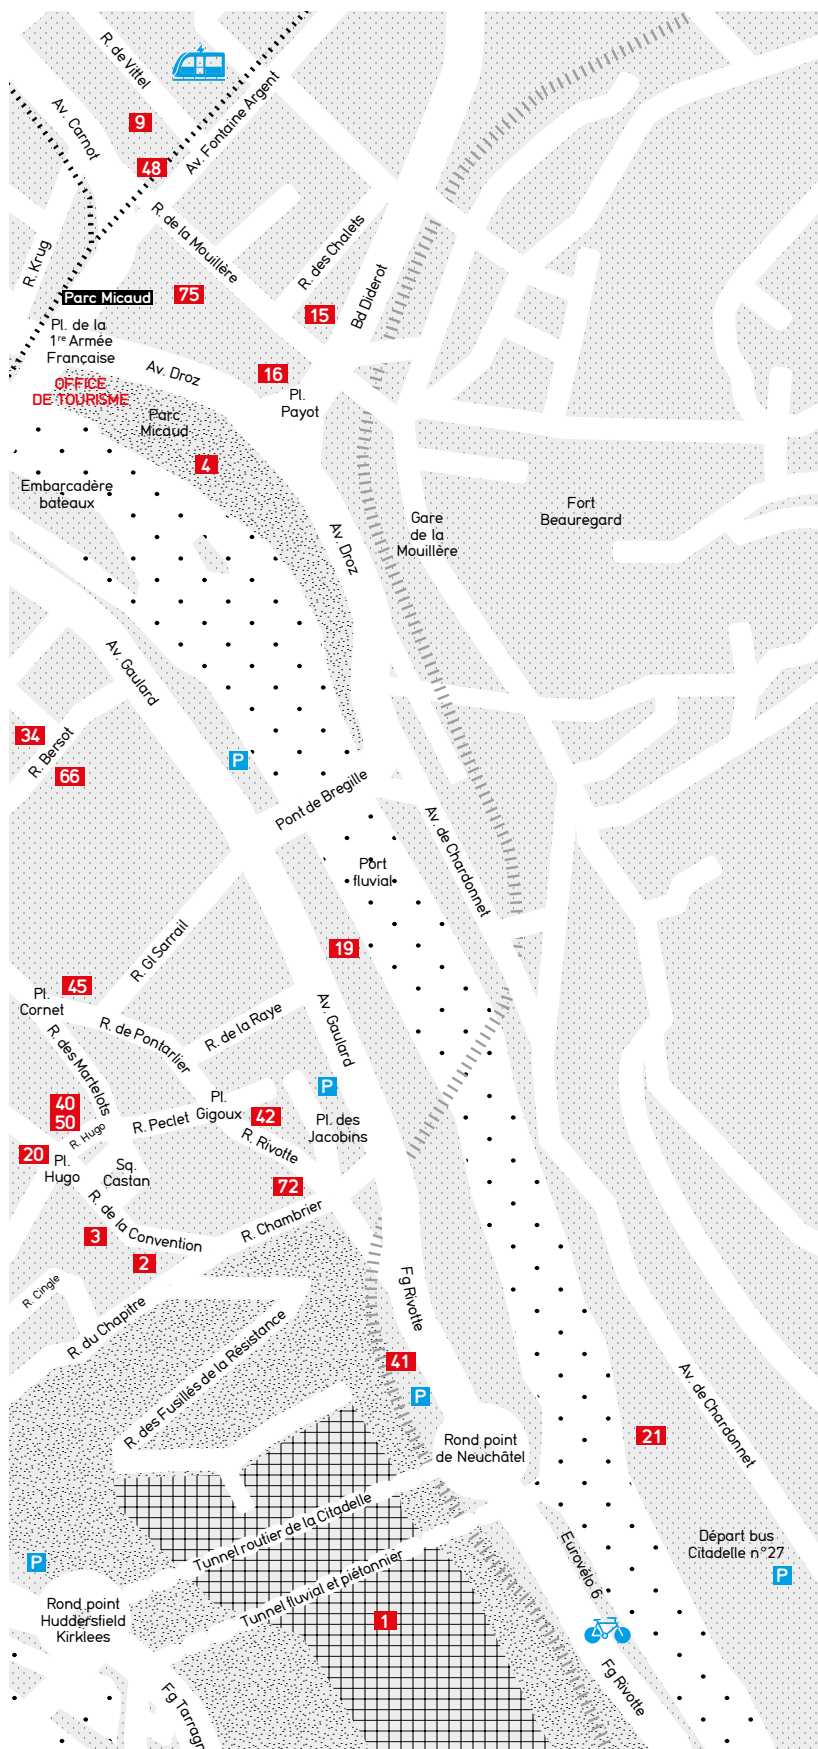 R. de Vittel
Av. Carnot
9
Av. Fontaine Argent
48
R. de la Mouillère
R. des Chalets
R. Krug
Bd Diderot
Parc Micaud
75
15
Pl. de la
1re Armée
Française
Av. Droz
16
OFFICE
DE TOURISME
Pl.
Payot
Parc
Micaud
4
Embarcadère
bateaux
Fort
Beauregard
Gare
de la
Mouillère
Av. Droz
Av. Gaulard
34
R. Bersot
66
P
Pont de Bregille
Av. de Chardonnet
Port
fluvial
19
R. Gl Sarrail
45
Pl.
Cornet
R. de Pontarlier
R. de la Raye
Av. Gaulard
R. des Martelots
P
40
50
Pl.
Gigoux
42
R. Peclet
Pl. des
Jacobins
R. Hugo
R. Rivotte
20
Pl.
Hugo
Sq.
Castan
72
R. de la Convention
R. Chambrier
3
2
R. Cingle
R. du Chapitre
Fg Rivotte
R. des Fusillés de la Résistance
41
P
Av. de Chardonnet
21
Rond point
de Neuchâtel
Tunnel routier de la Citadelle
Départ bus
Citadelle n°27
P
P
Eurovélo 6
Tunnel fluvial et piétonnier
Rond point
Huddersfield
Kirklees
1
Fg Rivotte
Fg Tarragn